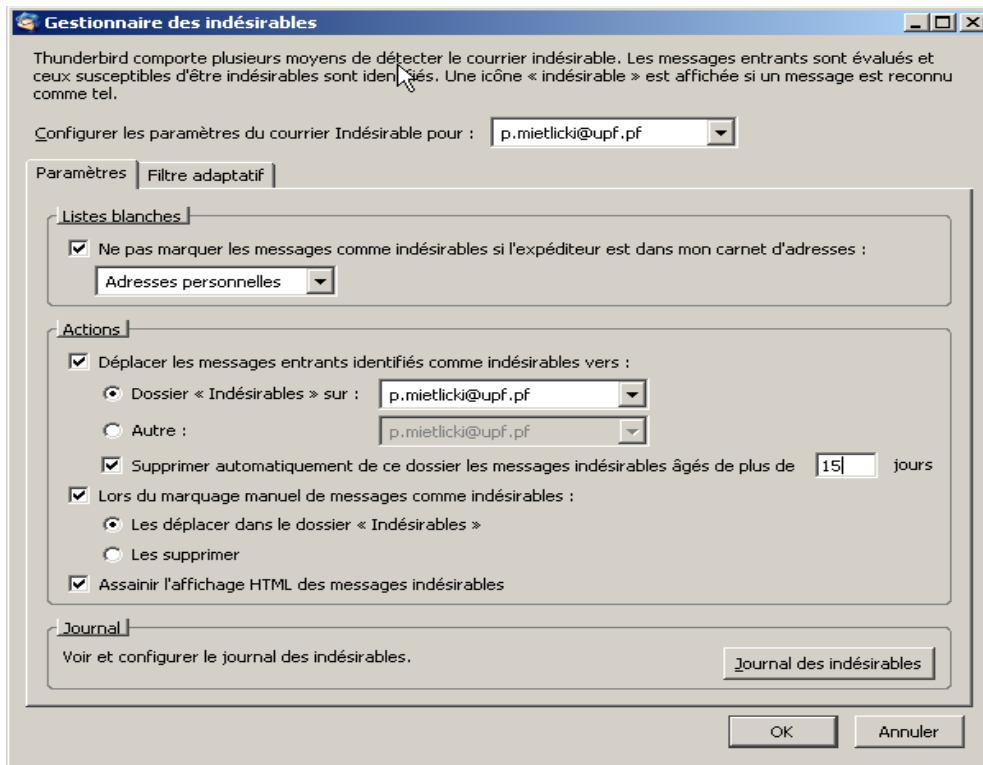 Gestionnaire des indésirables
Thunderbird comporte plusieurs moyens de détecter le courrier indésirable. Les messages entrants sont évalués et
ceux susceptibles d'être indésirables sont identifiés. Une icône « indésirable » est affichée si un message est reconnu
comme tel.
Configurer les paramètres du courrier Indésirable pour : p.mietlicki@upf.pf
Paramètres Filtre adaptatif
Listes blanches
Ne pas marquer les messages comme indésirables si l'expéditeur est dans mon carnet d'adresses :
Adresses personnelles
Actions
Déplacer les messages entrants identifiés comme indésirables vers :
Dossier « Indésirables » sur : p.mietlicki@upf.pf
Autre : p.mietlicki@upf.pf
Supprimer automatiquement de ce dossier les messages indésirables âgés de plus de 15 jours
Lors du marquage manuel de messages comme indésirables :
Les déplacer dans le dossier « Indésirables »
Les supprimer
Assainir l'affichage HTML des messages indésirables
Journal
Voir et configurer le journal des indésirables. Journal des indésirables
OK Annuler